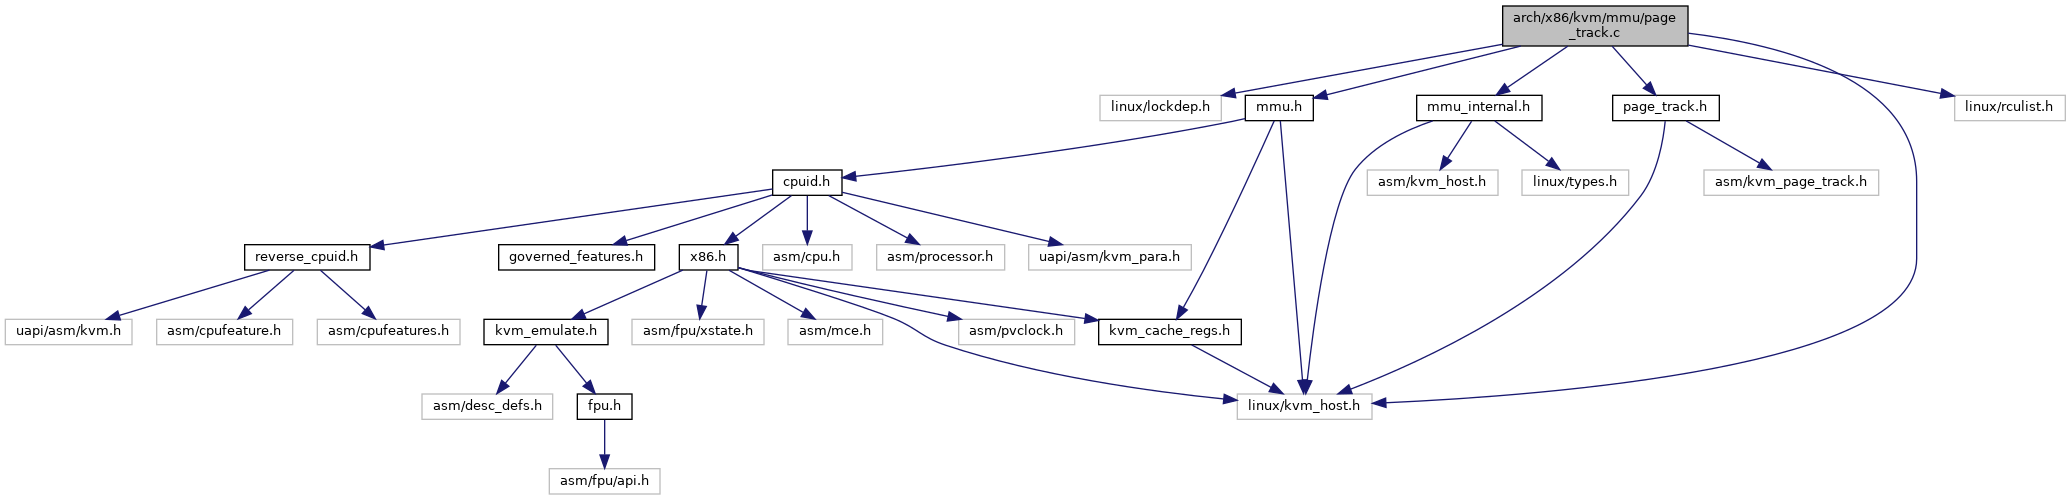 arch/x86/kvm/mmu/page
_track.c
linux/lockdep.h
mmu.h
mmu_internal.h
page_track.h
linux/rculist.h
cpuid.h
asm/kvm_host.h
linux/types.h
asm/kvm_page_track.h
reverse_cpuid.h
governed_features.h
x86.h
asm/cpu.h
asm/processor.h
uapi/asm/kvm_para.h
uapi/asm/kvm.h
asm/cpufeature.h
asm/cpufeatures.h
kvm_emulate.h
asm/fpu/xstate.h
asm/mce.h
asm/pvclock.h
kvm_cache_regs.h
asm/desc_defs.h
fpu.h
linux/kvm_host.h
asm/fpu/api.h